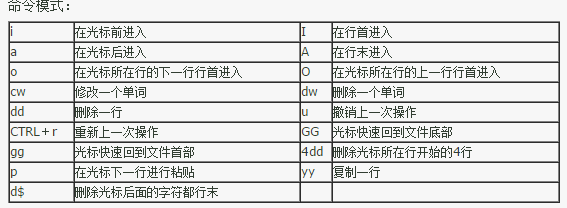 命令模式：
i 在光标前进入 I 在行首进入
a 在光标后进入 A 在行末进入
o 在光标所在行的下一行行首进入 O 在光标所在行的上一行行首进入
cw 修改一个单词 dw 删除一个单词
dd 删除一行 u 撤销上一次操作
CTRL+r 重新上一次操作 GG 光标快速回到文件底部
gg 光标快速回到文件首部 4dd 删除光标所在行开始的4行
p 在光标下一行进行粘贴 yy 复制一行
d$ 删除光标后面的字符都行末